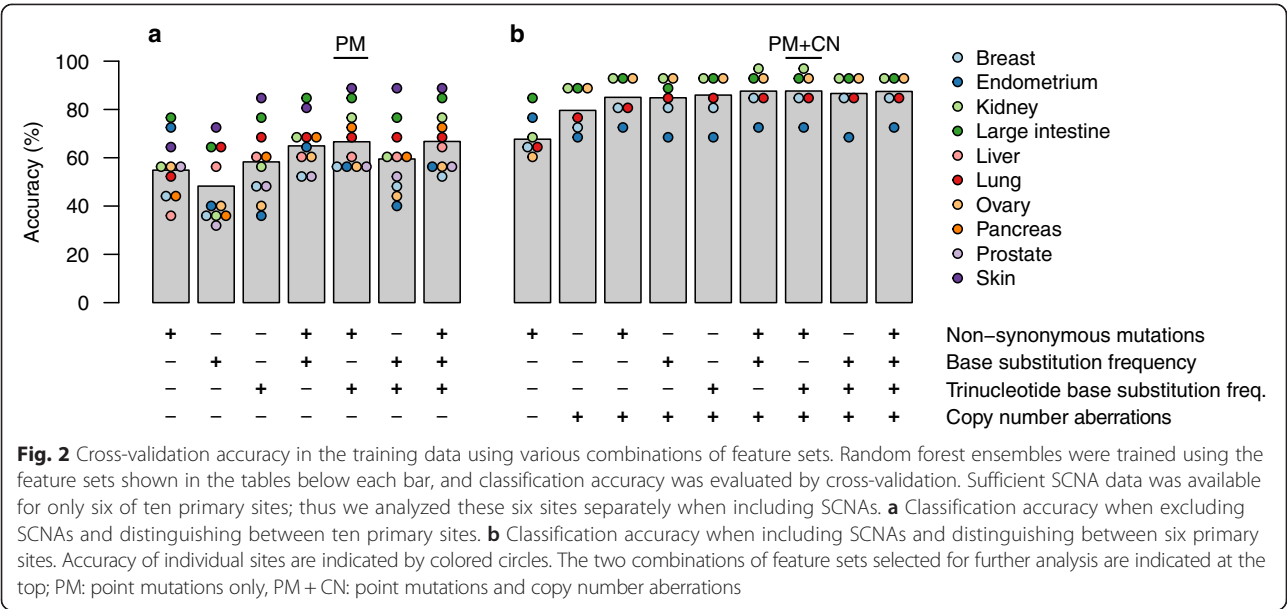 a
b
PM
PM+CN
Accuracy (%)
100
80
60
40
20
0
Breast
Endometrium
Kidney
Large intestine
Liver
Lung
Ovary
Pancreas
Prostate
Skin
+ − − + + − + + − + − − + + − + Non−synonymous mutations
− + − + − + + − − − + − + − + + Base substitution frequency
− − + − + + + − − − − + − + + + Trinucleotide base substitution freq.
− − − − − − − − + + + + + + + + Copy number aberrations
Fig. 2 Cross-validation accuracy in the training data using various combinations of feature sets. Random forest ensembles were trained using the
feature sets shown in the tables below each bar, and classification accuracy was evaluated by cross-validation. Sufficient SCNA data was available
for only six of ten primary sites; thus we analyzed these six sites separately when including SCNAs. a Classification accuracy when excluding
SCNAs and distinguishing between ten primary sites. b Classification accuracy when including SCNAs and distinguishing between six primary
sites. Accuracy of individual sites are indicated by colored circles. The two combinations of feature sets selected for further analysis are indicated at the
top; PM: point mutations only, PM + CN: point mutations and copy number aberrations